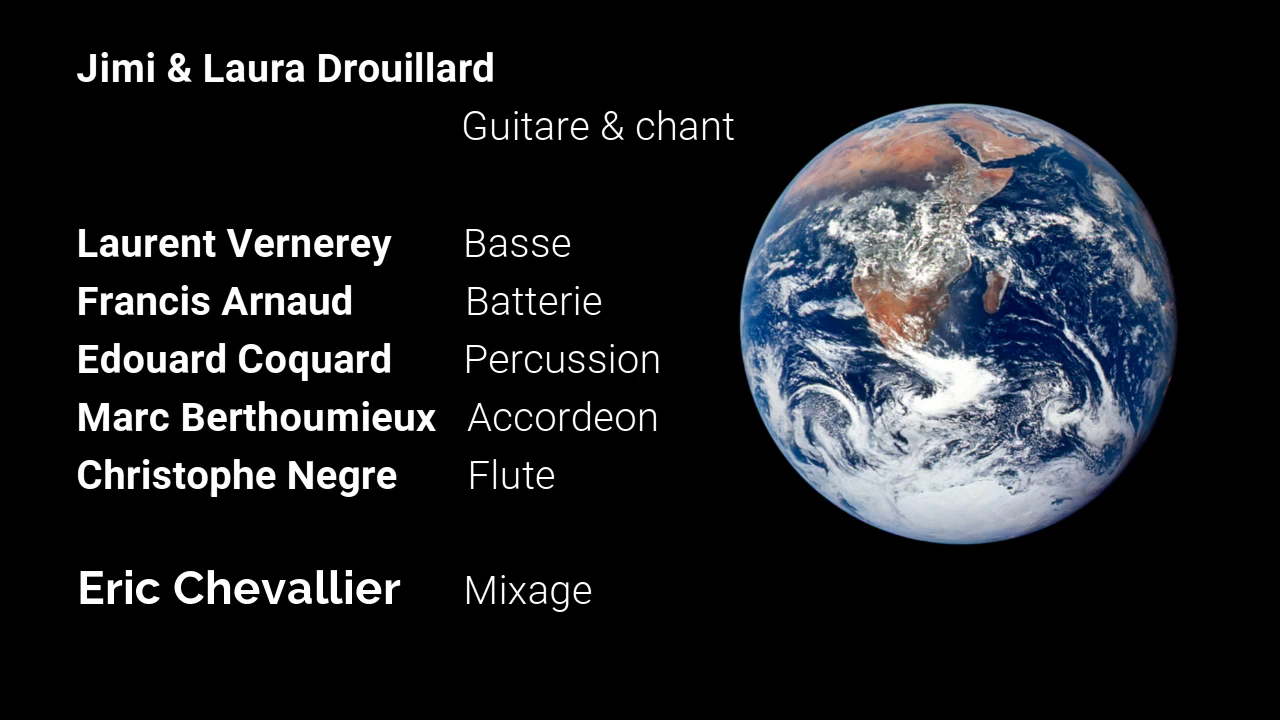 Jimi & Laura Drouillard
Guitare & chant
Laurent Vernerey Basse
Francis Arnaud Batterie
Edouard Coquard Percussion
Marc Berthoumieux Accordeon
Christophe Negre Flute
Eric Chevallier Mixage